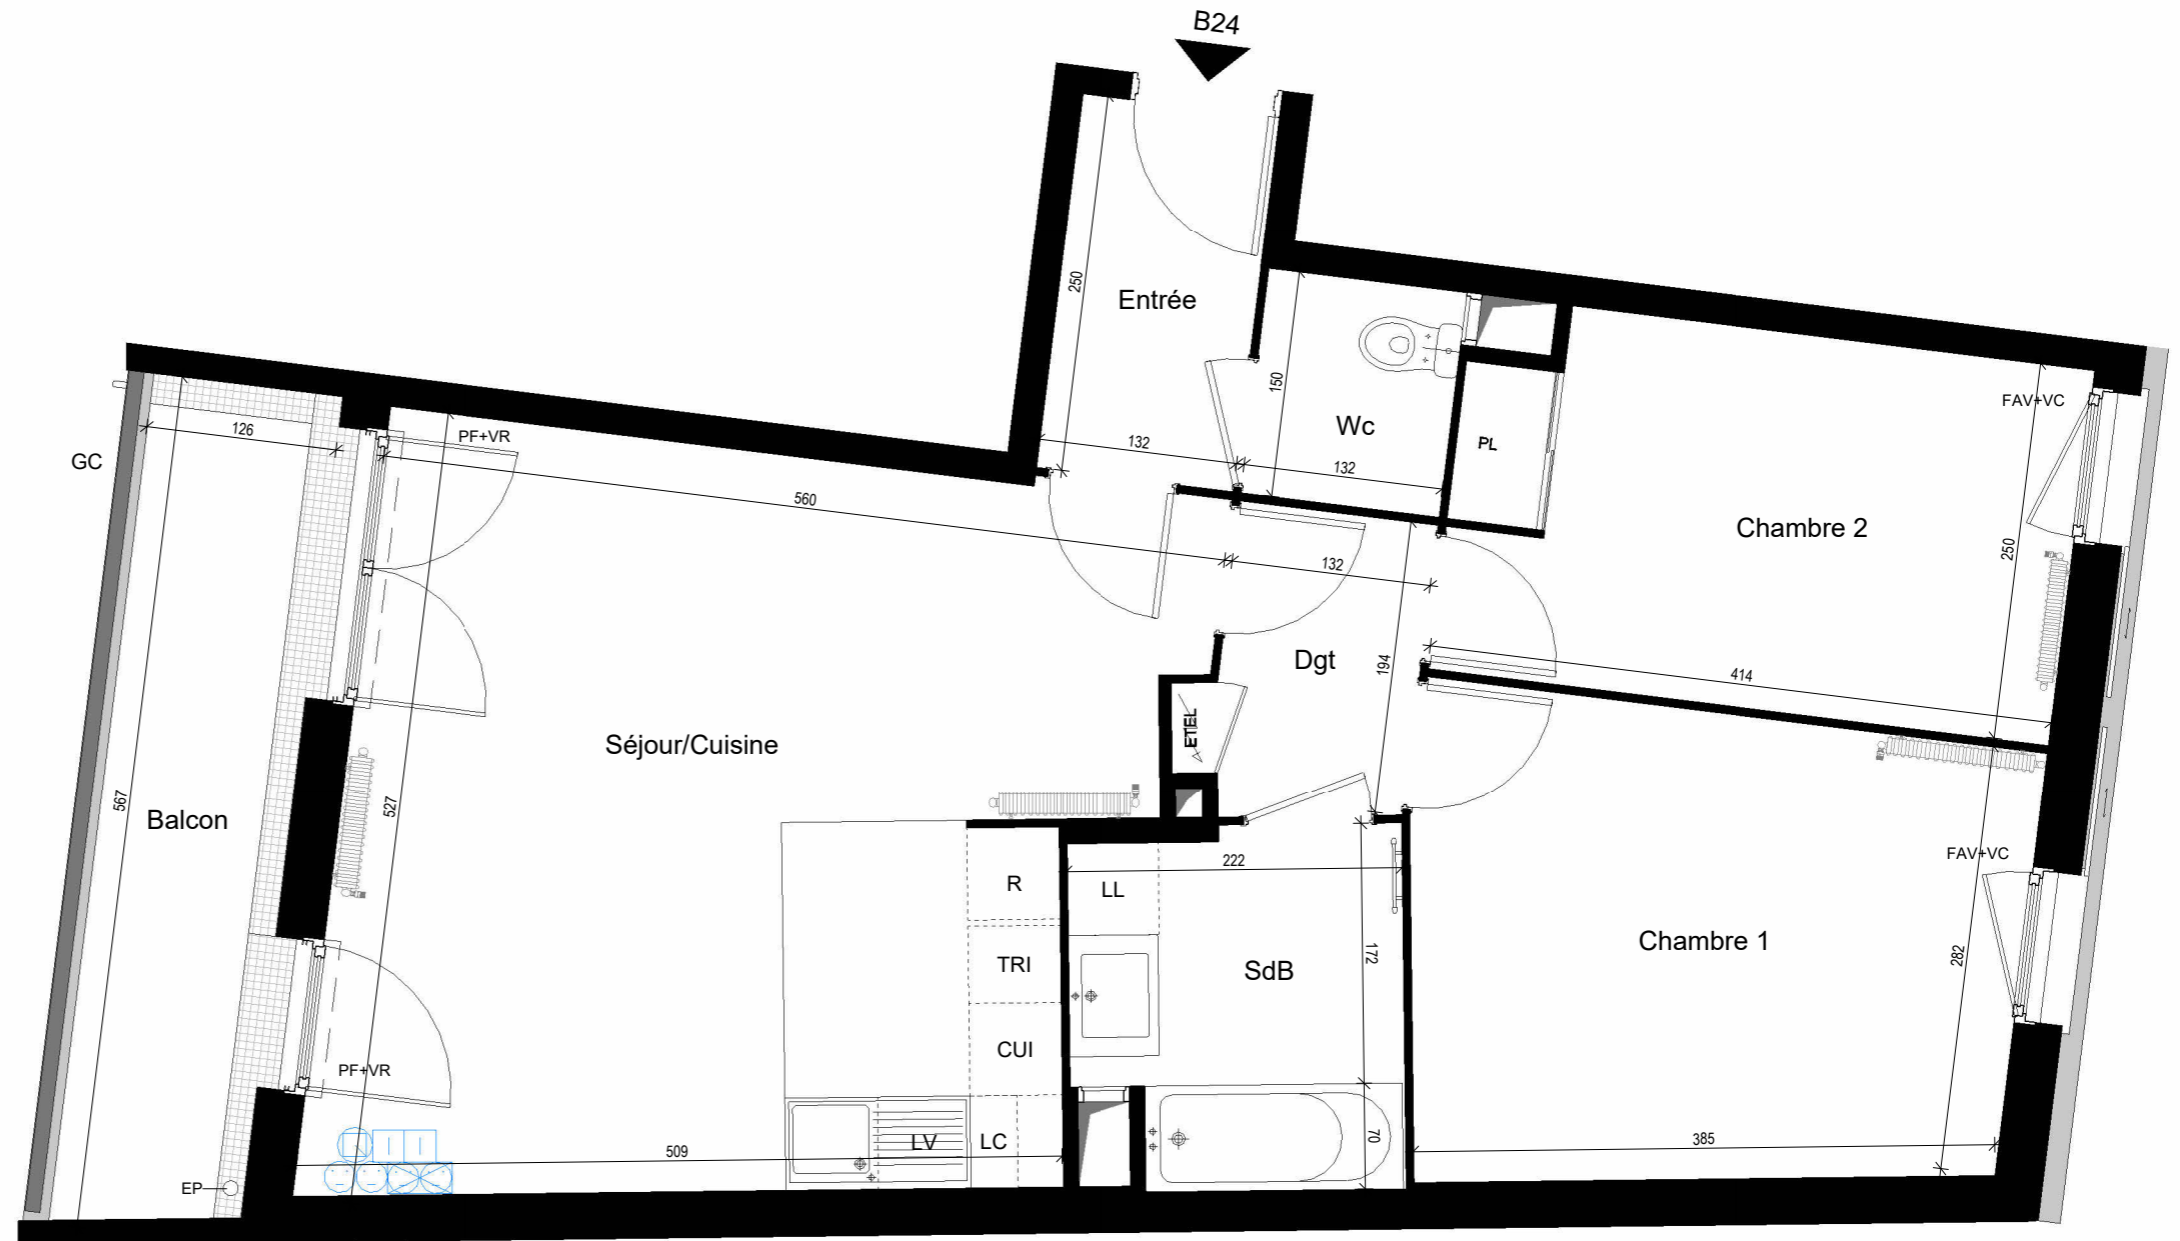 B24
250
Entrée
150
Wc
132
132
PL
FAV+VC
126
GC
PF+VR
560
132
Chambre 2
250
Dgt
194
414
ETEL
Séjour/Cuisine
567
Balcon
527
222
R
LL
FAV+VC
TRI
SdB
172
Chambre 1
282
CUI
PF+VR
LV
LC
70
385
509
EP